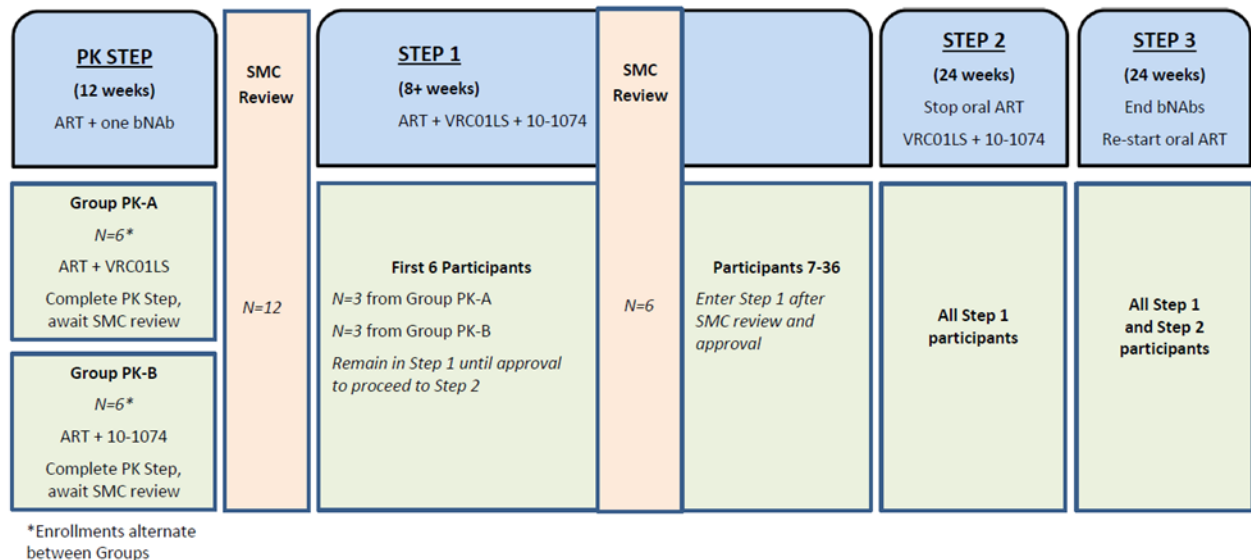 PK STEP
(12 weeks)
ART + one bNAb
SMC
Review
STEP 1
(8+ weeks)
ART + VRC01LS + 10-1074
SMC
Review
STEP 2
(24 weeks)
Stop oral ART
VRC01LS + 10-1074
STEP 3
(24 weeks)
End bNAbs
Re-start oral ART
Group PK-A
N=6*
ART + VRC01LS
Complete PK Step,
await SMC review
Group PK-B
N=6*
ART + 10-1074
Complete PK Step,
await SMC review
N=12
First 6 Participants
N=3 from Group PK-A
N=3 from Group PK-B
Remain in Step 1 until approval
to proceed to Step 2
N=6
Participants 7-36
Enter Step 1 after
SMC review and
approval
All Step 1
participants
All Step 1
and Step 2
participants
*Enrollments alternate
between Groups